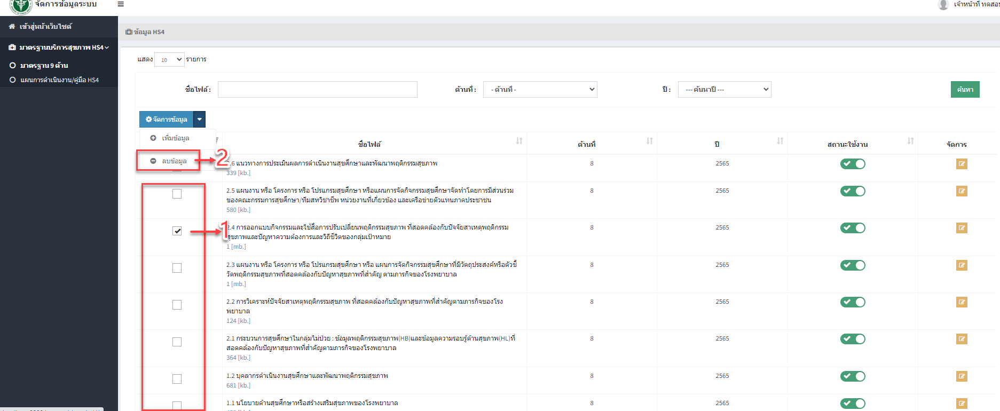 จัดการข้อมูลระบบ
เจ้าหน้าที่ ทดสอบ
เข้าสู่หน้าเว็บไซต์
มาตรฐานบริการสุขภาพ HS4
มาตรฐาน 9 ด้าน
แผนการดำเนินงาน/คู่มือ HS4
ข้อมูล HS4
แสดง 10 รายการ
ชื่อไฟล์ : ด้านที่ : - ด้านที่ - ปี : --- ค้นหาปี --- ค้นหา
จัดการข้อมูล
เพิ่มข้อมูล
ลบข้อมูล
2
ชื่อไฟล์ ด้านที่ ปี สถานะใช้งาน จัดการ
.6 แนวทางการประเมินผลการดำเนินงานสุขศึกษาและพัฒนาพฤติกรรมสุขภาพ 8 2565
339 [kb.]
2.5 แผนงาน หรือ โครงการ หรือ โปรแกรมสุขศึกษา หรือแผนการจัดกิจกรรมสุขศึกษาจัดทำโดยการมีส่วนร่วม 8 2565
ของคณะกรรมการสุขศึกษา/ทีมสหวิชาชีพ หน่วยงานที่เกี่ยวข้อง และเครือข่ายตัวแทนภาคประชาชน
580 [kb.]
1
2.4 การออกแบบกิจกรรมและใช้สื่อการปรับเปลี่ยนพฤติกรรมสุขภาพ ที่สอดคล้องกับปัจจัยสาเหตุพฤติกรรม 8 2565
สุขภาพและปัญหาความต้องการและวิถีชีวิตของกลุ่มเป้าหมาย
1 [mb.]
2.3 แผนงาน หรือ โครงการ หรือ โปรแกรมสุขศึกษา หรือ แผนการจัดกิจกรรมสุขศึกษาที่มีวัตถุประสงค์หรือตัวชี้ 8 2565
วัดพฤติกรรมสุขภาพที่สอดคล้องกับปัญหาสุขภาพที่สำคัญ ตามภารกิจของโรงพยาบาล
1 [mb.]
2.2 การวิเคราะห์ปัจจัยสาเหตุพฤติกรรมสุขภาพ ที่สอดคล้องกับปัญหาสุขภาพที่สำคัญตามภารกิจของโรง 8 2565
พยาบาล
124 [kb.]
2.1 กระบวนการสุขศึกษาในกลุ่มไม่ป่วย : ข้อมูลพฤติกรรมสุขภาพ(HB)และข้อมูลความรอบรู้ด้านสุขภาพ(HL)ที่ 8 2565
สอดคล้องกับปัญหาสุขภาพที่สำคัญตามภารกิจของโรงพยาบาล
364 [kb.]
1.2 บุคลากรดำเนินงานสุขศึกษาและพัฒนาพฤติกรรมสุขภาพ 8 2565
681 [kb.]
1.1 นโยบายด้านสุขศึกษาหรือสร้างเสริมสุขภาพของโรงพยาบาล 8 2565